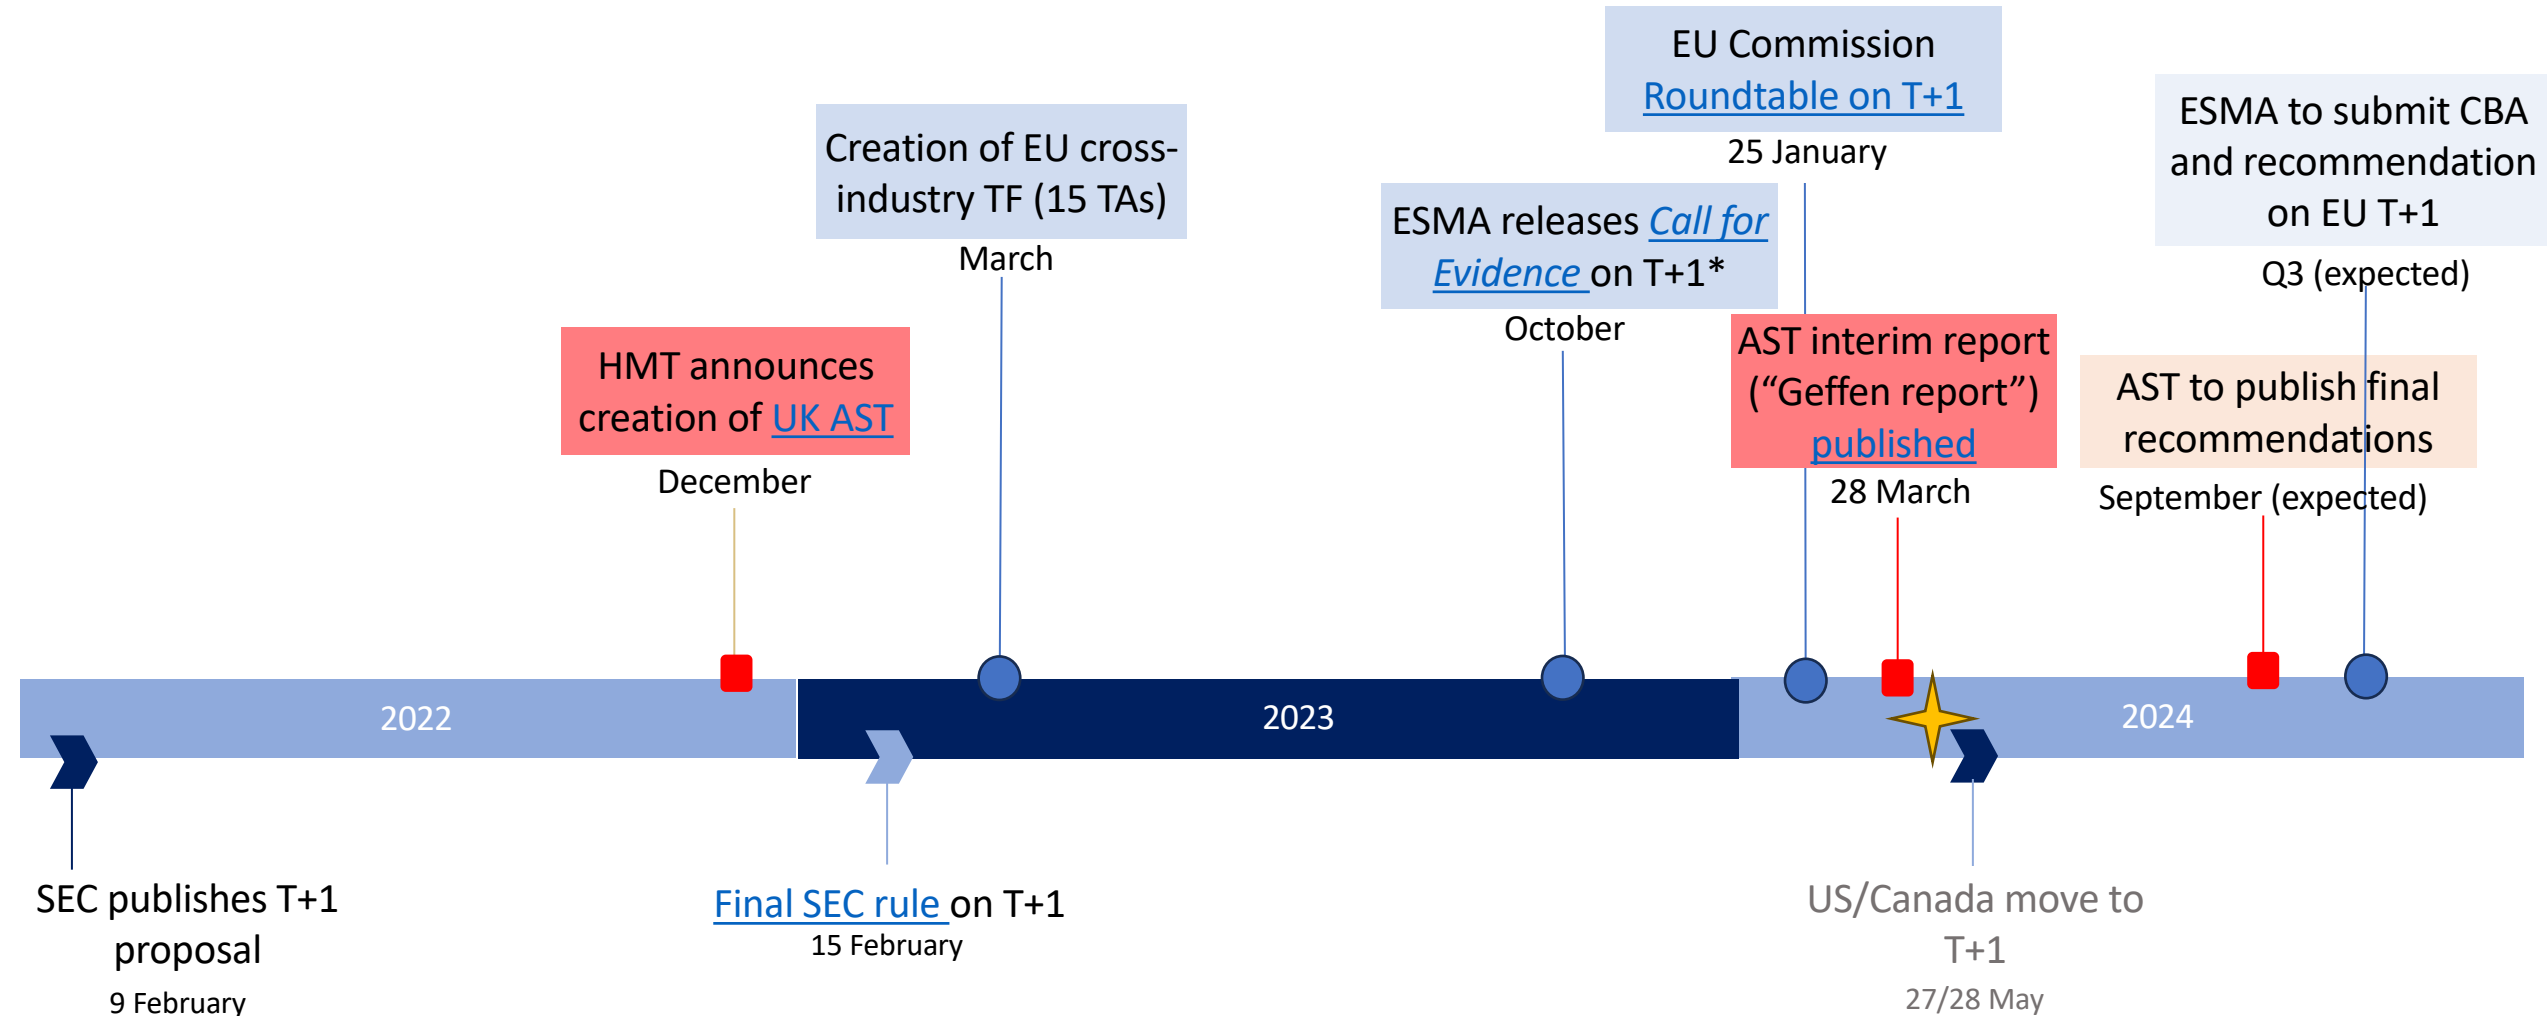 EU Commission
Roundtable on T+1
25 January
ESMA to submit CBA
and recommendation
on EU T+1
Q3 (expected)
Creation of EU cross-
industry TF (15 TAs)
March
ESMA releases Call for
Evidence on T+1*
October
HMT announces
creation of UK AST
December
AST interim report
(“Geffen report”)
published
28 March
AST to publish final
recommendations
September (expected)
2022
2023
2024
SEC publishes T+1
proposal
9 February
Final SEC rule on T+1
15 February
US/Canada move to
T+1
27/28 May